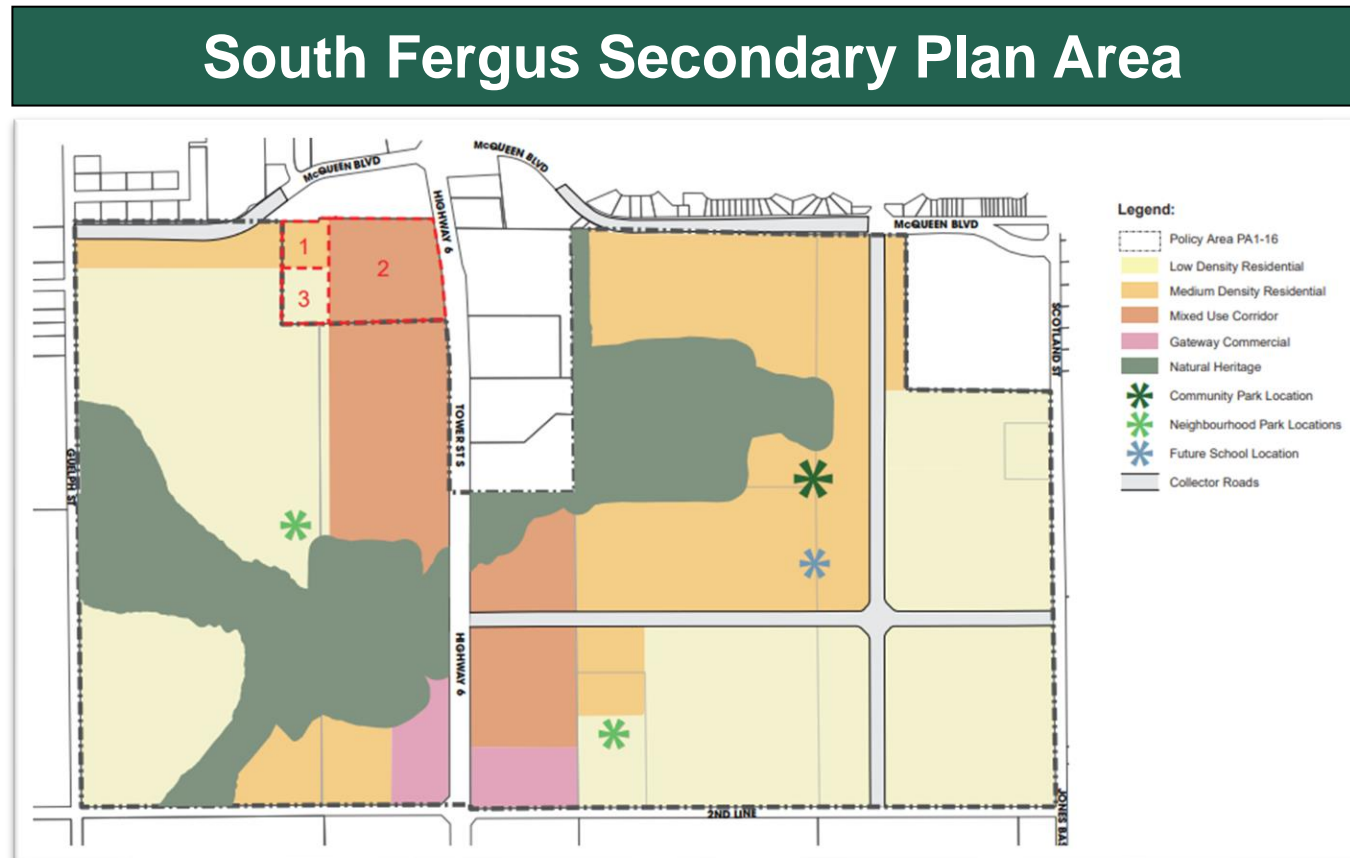 South Fergus Secondary Plan Area
McQUEEN BLVD
McQUEEN BLVD
HIGHWAY 6
McQUEEN BLVD
1
2
3
SCOTLAND ST
TOWER ST S
GUELPH ST
HIGHWAY 6
2ND LINE
Legend:
Policy Area PA1-16
Low Density Residential
Medium Density Residential
Mixed Use Corridor
Gateway Commercial
Natural Heritage
Community Park Location
Neighbourhood Park Locations
Future School Location
Collector Roads
JONES BA